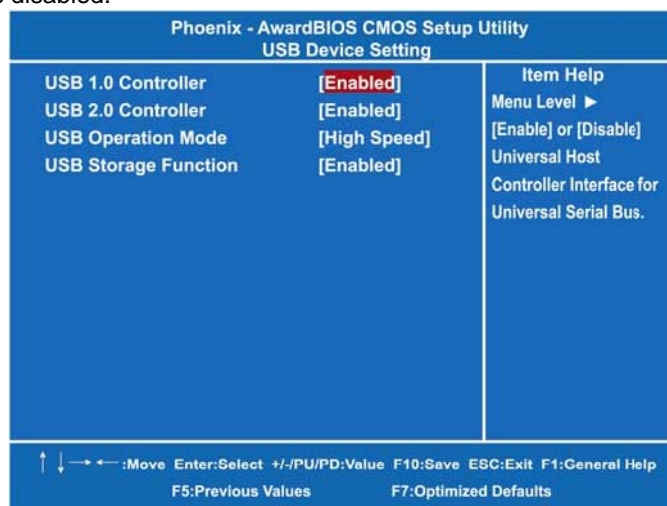 s disabled.
Phoenix - AwardBIOS CMOS Setup Utility
USB Device Setting
USB 1.0 Controller [Enabled]
USB 2.0 Controller [Enabled]
USB Operation Mode [High Speed]
USB Storage Function [Enabled]
Item Help
Menu Level ►
[Enable] or [Disable]
Universal Host
Controller Interface for
Universal Serial Bus.
↑ ↓ → ← :Move Enter:Select +/-/PU/PD:Value F10:Save ESC:Exit F1:General Help
F5:Previous Values F7:Optimized Defaults